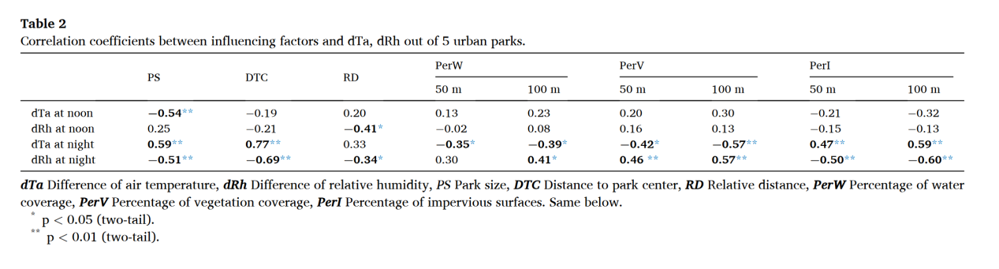 Table 2
Correlation coefficients between influencing factors and dTa, dRh out of 5 urban parks.
PS DTC RD PerW PerV PerI
50 m 100 m 50 m 100 m 50 m 100 m
dTa at noon −0.54** −0.19 0.20 0.13 0.23 0.20 0.30 −0.21 −0.32
dRh at noon 0.25 −0.21 −0.41* −0.02 0.08 0.16 0.13 −0.15 −0.13
dTa at night 0.59** 0.77** 0.33 −0.35* −0.39* −0.42* −0.57** 0.47** 0.59**
dRh at night −0.51** −0.69** −0.34* 0.30 0.41* 0.46 ** 0.57** −0.50** −0.60**
dTa Difference of air temperature, dRh Difference of relative humidity, PS Park size, DTC Distance to park center, RD Relative distance, PerW Percentage of water
coverage, PerV Percentage of vegetation coverage, PerI Percentage of impervious surfaces. Same below.
* p < 0.05 (two-tail).
** p < 0.01 (two-tail).